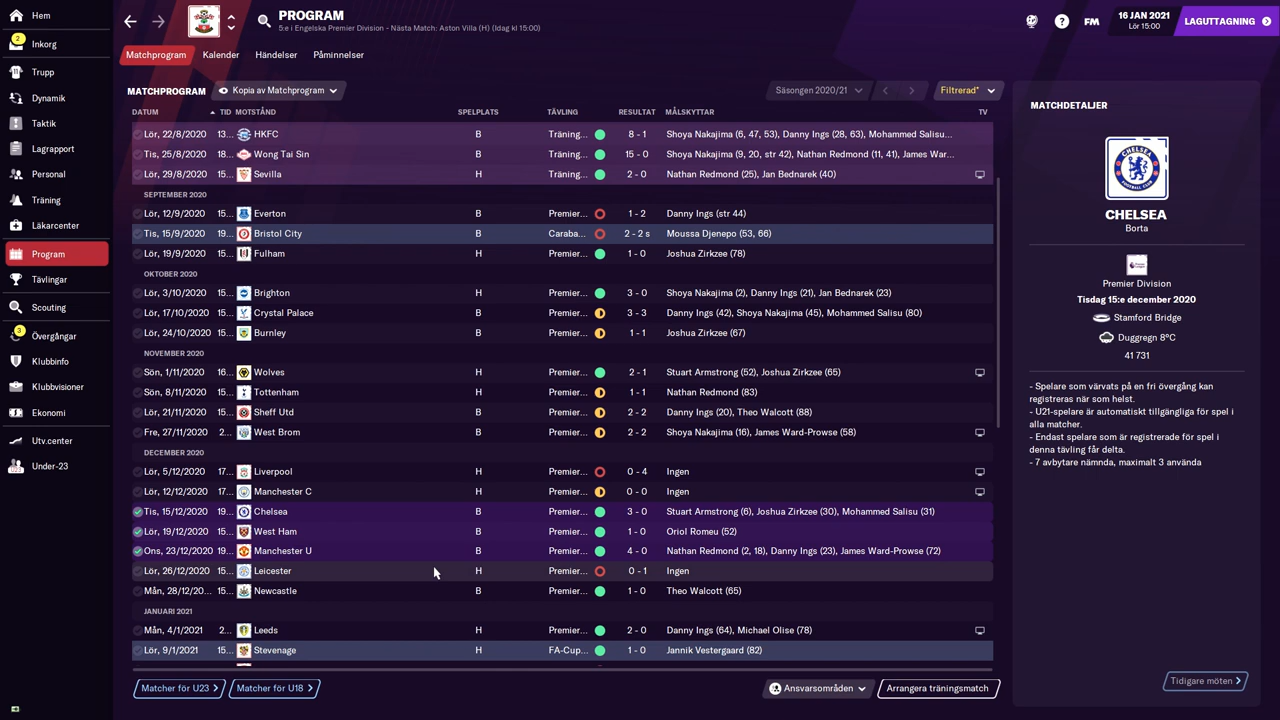 PROGRAM
5:e i Engelska Premier Division - Nästa Match: Aston Villa (H) (Idag kl 15:00)
FM
16 JAN 2021
Lör 15:00
LAGUTTAGNING
Hem
2
Inkorg
Trupp
Dynamik
Taktik
Lagrapport
Personal
Träning
Läkarcenter
Program
Tävlingar
Scouting
3
Övergångar
Klubbinfo
Klubbvisioner
Ekonomi
Utv.center
Under-23
Matchprogram Kalender Händelser Påminnelser
MATCHPROGRAM Kopia av Matchprogram Säsongen 2020/21 Filtrerad*
DATUM TID MOTSTÅND SPELPLATS TÄVLING RESULTAT MÅLSKYTTAR TV
Lör, 22/8/2020 13... HKFC B Träning... 8 - 1 Shoya Nakajima (6, 47, 53), Danny Ings (28, 63), Mohammed Salisu...
Tis, 25/8/2020 18... Wong Tai Sin B Träning... 15 - 0 Shoya Nakajima (9, 20, str 42), Nathan Redmond (11, 41), James War...
Lör, 29/8/2020 15... Sevilla H Träning... 2 - 0 Nathan Redmond (25), Jan Bednarek (40)
SEPTEMBER 2020
Lör, 12/9/2020 15... Everton B Premier... 1 - 2 Danny Ings (str 44)
Tis, 15/9/2020 19... Bristol City B Caraba... 2 - 2 s Moussa Djenepo (53, 66)
Lör, 19/9/2020 15... Fulham H Premier... 1 - 0 Joshua Zirkzee (78)
OKTOBER 2020
Lör, 3/10/2020 15... Brighton H Premier... 3 - 0 Shoya Nakajima (2), Danny Ings (21), Jan Bednarek (23)
Lör, 17/10/2020 15... Crystal Palace B Premier... 3 - 3 Danny Ings (42), Shoya Nakajima (45), Mohammed Salisu (80)
Lör, 24/10/2020 15... Burnley B Premier... 1 - 1 Joshua Zirkzee (67)
NOVEMBER 2020
Sön, 1/11/2020 16... Wolves H Premier... 2 - 1 Stuart Armstrong (52), Joshua Zirkzee (65)
Sön, 8/11/2020 15... Tottenham H Premier... 1 - 1 Nathan Redmond (83)
Lör, 21/11/2020 15... Sheff Utd B Premier... 2 - 2 Danny Ings (20), Theo Walcott (88)
Fre, 27/11/2020 2... West Brom B Premier... 2 - 2 Shoya Nakajima (16), James Ward-Prowse (58)
DECEMBER 2020
Lör, 5/12/2020 17... Liverpool H Premier... 0 - 4 Ingen
Lör, 12/12/2020 17... Manchester C H Premier... 0 - 0 Ingen
Tis, 15/12/2020 19... Chelsea B Premier... 3 - 0 Stuart Armstrong (6), Joshua Zirkzee (30), Mohammed Salisu (31)
Lör, 19/12/2020 15... West Ham B Premier... 1 - 0 Oriol Romeu (52)
Ons, 23/12/2020 19... Manchester U B Premier... 4 - 0 Nathan Redmond (2, 18), Danny Ings (23), James Ward-Prowse (72)
Lör, 26/12/2020 15... Leicester H Premier... 0 - 1 Ingen
Mån, 28/12/20... 15... Newcastle B Premier... 1 - 0 Theo Walcott (65)
JANUARI 2021
Mån, 4/1/2021 2... Leeds H Premier... 2 - 0 Danny Ings (64), Michael Olise (78)
Lör, 9/1/2021 15... Stevenage H FA-Cup... 1 - 0 Jannik Vestergaard (82)
Matcher för U23 Matcher för U18 Ansvarsområden Arrangera träningsmatch
MATCHDETALJER
CHELSEA
Borta
Premier Division
Tisdag 15:e december 2020
Stamford Bridge
Duggregn 8°C
41 731
- Spelare som värvats på en fri övergång kan
registreras när som helst.
- U21-spelare är automatiskt tillgängliga för spel i
alla matcher.
- Endast spelare som är registrerade för spel i
denna tävling får delta.
- 7 avbytare nämnda, maximalt 3 använda
Tidigare möten